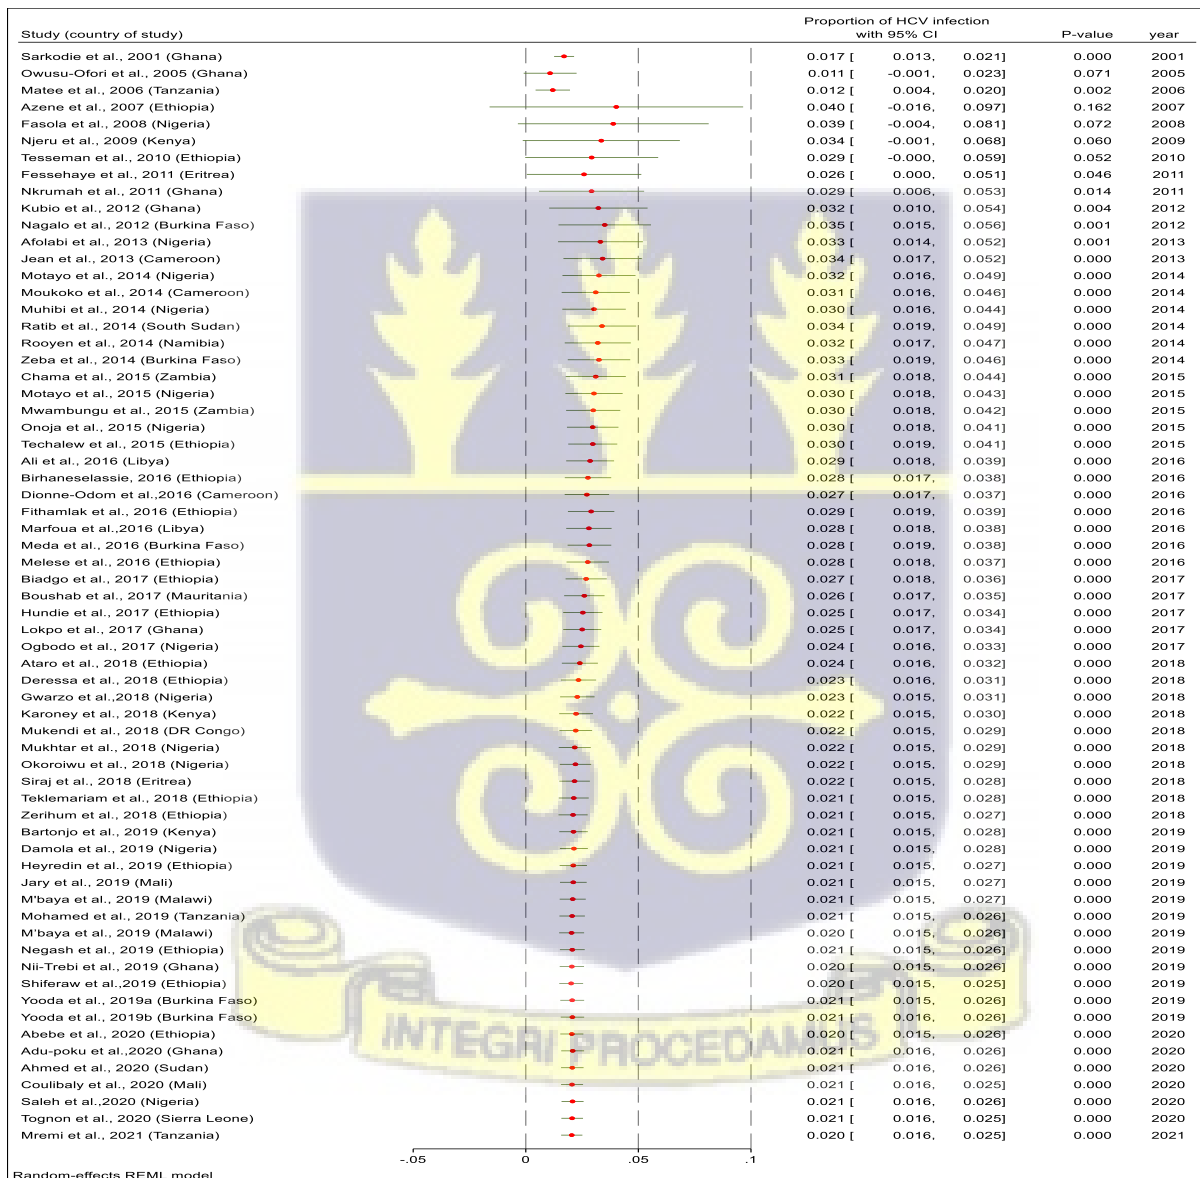 Proportion of HCV infection
Study (country of study) with 95% CI P-value year
Sarkodie et al., 2001 (Ghana) 0.017 [ 0.013, 0.021] 0.000 2001
Owusu-Ofori et al., 2005 (Ghana) 0.011 [ -0.001, 0.023] 0.071 2005
Matee et al., 2006 (Tanzania) 0.012 [ 0.004, 0.020] 0.002 2006
Azene et al., 2007 (Ethiopia) 0.040 [ -0.016, 0.097] 0.162 2007
Fasola et al., 2008 (Nigeria) 0.039 [ -0.004, 0.081] 0.072 2008
Njeru et al., 2009 (Kenya) 0.034 [ -0.001, 0.068] 0.060 2009
Tesseman et al., 2010 (Ethiopia) 0.029 [ -0.000, 0.059] 0.052 2010
Fessehaye et al., 2011 (Eritrea) 0.026 [ 0.000, 0.051] 0.046 2011
Nkrumah et al., 2011 (Ghana) 0.029 [ 0.006, 0.053] 0.014 2011
Kubio et al., 2012 (Ghana) 0.032 [ 0.010, 0.054] 0.004 2012
Nagalo et al., 2012 (Burkina Faso) 0.035 [ 0.015, 0.056] 0.001 2012
Afolabi et al., 2013 (Nigeria) 0.033 [ 0.014, 0.052] 0.001 2013
Jean et al., 2013 (Cameroon) 0.034 [ 0.017, 0.052] 0.000 2013
Motayo et al., 2014 (Nigeria) 0.032 [ 0.016, 0.049] 0.000 2014
Moukoko et al., 2014 (Cameroon) 0.031 [ 0.016, 0.046] 0.000 2014
Muhibi et al., 2014 (Nigeria) 0.030 [ 0.016, 0.044] 0.000 2014
Ratib et al., 2014 (South Sudan) 0.034 [ 0.019, 0.049] 0.000 2014
Rooyen et al., 2014 (Namibia) 0.032 [ 0.017, 0.047] 0.000 2014
Zeba et al., 2014 (Burkina Faso) 0.033 [ 0.019, 0.046] 0.000 2014
Chama et al., 2015 (Zambia) 0.031 [ 0.018, 0.044] 0.000 2015
Motayo et al., 2015 (Nigeria) 0.030 [ 0.018, 0.043] 0.000 2015
Mwambungu et al., 2015 (Zambia) 0.030 [ 0.018, 0.042] 0.000 2015
Onoja et al., 2015 (Nigeria) 0.030 [ 0.018, 0.041] 0.000 2015
Techalew et al., 2015 (Ethiopia) 0.030 [ 0.019, 0.041] 0.000 2015
Ali et al., 2016 (Libya) 0.029 [ 0.018, 0.039] 0.000 2016
Birhaneselassie, 2016 (Ethiopia) 0.028 [ 0.017, 0.038] 0.000 2016
Dionne-Odom et al.,2016 (Cameroon) 0.027 [ 0.017, 0.037] 0.000 2016
Fithamlak et al., 2016 (Ethiopia) 0.029 [ 0.019, 0.039] 0.000 2016
Marfoua et al.,2016 (Libya) 0.028 [ 0.018, 0.038] 0.000 2016
Meda et al., 2016 (Burkina Faso) 0.028 [ 0.019, 0.038] 0.000 2016
Melese et al., 2016 (Ethiopia) 0.028 [ 0.018, 0.037] 0.000 2016
Biadgo et al., 2017 (Ethiopia) 0.027 [ 0.018, 0.036] 0.000 2017
Boushab et al., 2017 (Mauritania) 0.026 [ 0.017, 0.035] 0.000 2017
Hundie et al., 2017 (Ethiopia) 0.025 [ 0.017, 0.034] 0.000 2017
Lokpo et al., 2017 (Ghana) 0.025 [ 0.017, 0.034] 0.000 2017
Ogbodo et al., 2017 (Nigeria) 0.024 [ 0.016, 0.033] 0.000 2017
Ataro et al., 2018 (Ethiopia) 0.024 [ 0.016, 0.032] 0.000 2018
Deressa et al., 2018 (Ethiopia) 0.023 [ 0.016, 0.031] 0.000 2018
Gwarzo et al.,2018 (Nigeria) 0.023 [ 0.015, 0.031] 0.000 2018
Karoney et al., 2018 (Kenya) 0.022 [ 0.015, 0.030] 0.000 2018
Mukendi et al., 2018 (DR Congo) 0.022 [ 0.015, 0.029] 0.000 2018
Mukhtar et al., 2018 (Nigeria) 0.022 [ 0.015, 0.029] 0.000 2018
Okoroiwu et al., 2018 (Nigeria) 0.022 [ 0.015, 0.029] 0.000 2018
Siraj et al., 2018 (Eritrea) 0.022 [ 0.015, 0.028] 0.000 2018
Teklemariam et al., 2018 (Ethiopia) 0.021 [ 0.015, 0.028] 0.000 2018
Zerihum et al., 2018 (Ethiopia) 0.021 [ 0.015, 0.027] 0.000 2018
Bartonjo et al., 2019 (Kenya) 0.021 [ 0.015, 0.028] 0.000 2019
Damola et al., 2019 (Nigeria) 0.021 [ 0.015, 0.028] 0.000 2019
Heyredin et al., 2019 (Ethiopia) 0.021 [ 0.015, 0.027] 0.000 2019
Jary et al., 2019 (Mali) 0.021 [ 0.015, 0.027] 0.000 2019
M'baya et al., 2019 (Malawi) 0.021 [ 0.015, 0.027] 0.000 2019
Mohamed et al., 2019 (Tanzania) 0.021 [ 0.015, 0.026] 0.000 2019
M'baya et al., 2019 (Malawi) 0.020 [ 0.015, 0.026] 0.000 2019
Negash et al., 2019 (Ethiopia) 0.021 [ 0.015, 0.026] 0.000 2019
Nii-Trebi et al., 2019 (Ghana) 0.020 [ 0.015, 0.026] 0.000 2019
Shiferaw et al.,2019 (Ethiopia) 0.020 [ 0.015, 0.025] 0.000 2019
Yooda et al., 2019a (Burkina Faso) 0.021 [ 0.015, 0.026] 0.000 2019
Yooda et al., 2019b (Burkina Faso) 0.021 [ 0.016, 0.026] 0.000 2019
Abebe et al., 2020 (Ethiopia) 0.020 [ 0.015, 0.026] 0.000 2020
Adu-poku et al.,2020 (Ghana) 0.021 [ 0.016, 0.026] 0.000 2020
Ahmed et al., 2020 (Sudan) 0.021 [ 0.016, 0.026] 0.000 2020
Coulibaly et al., 2020 (Mali) 0.021 [ 0.016, 0.025] 0.000 2020
Saleh et al.,2020 (Nigeria) 0.021 [ 0.016, 0.026] 0.000 2020
Tognon et al., 2020 (Sierra Leone) 0.021 [ 0.016, 0.025] 0.000 2020
Mremi et al., 2021 (Tanzania) 0.020 [ 0.016, 0.025] 0.000 2021
-.05 0 .05 .1
Random-effects REML model
INTEGRI PROCEDAMUS